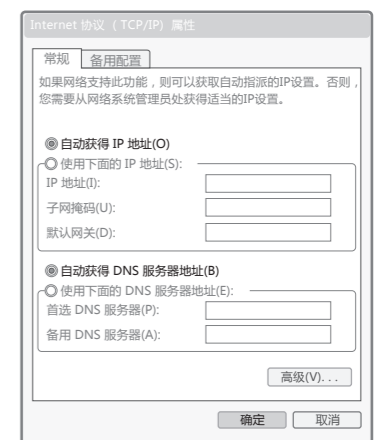 Internet 协议 （TCP/IP) 属性
常规 备用配置
如果网络支持此功能，则可以获取自动指派的IP设置。否则，
您需要从网络系统管理员处获得适当的IP设置。
自动获得 IP 地址(O)
使用下面的 IP 地址(S):
IP 地址(I):
子网掩码(U):
默认网关(D):
自动获得 DNS 服务器地址(B)
使用下面的 DNS 服务器地址(E):
首选 DNS 服务器(P):
备用 DNS 服务器(A):
高级(V)...
确定 取消